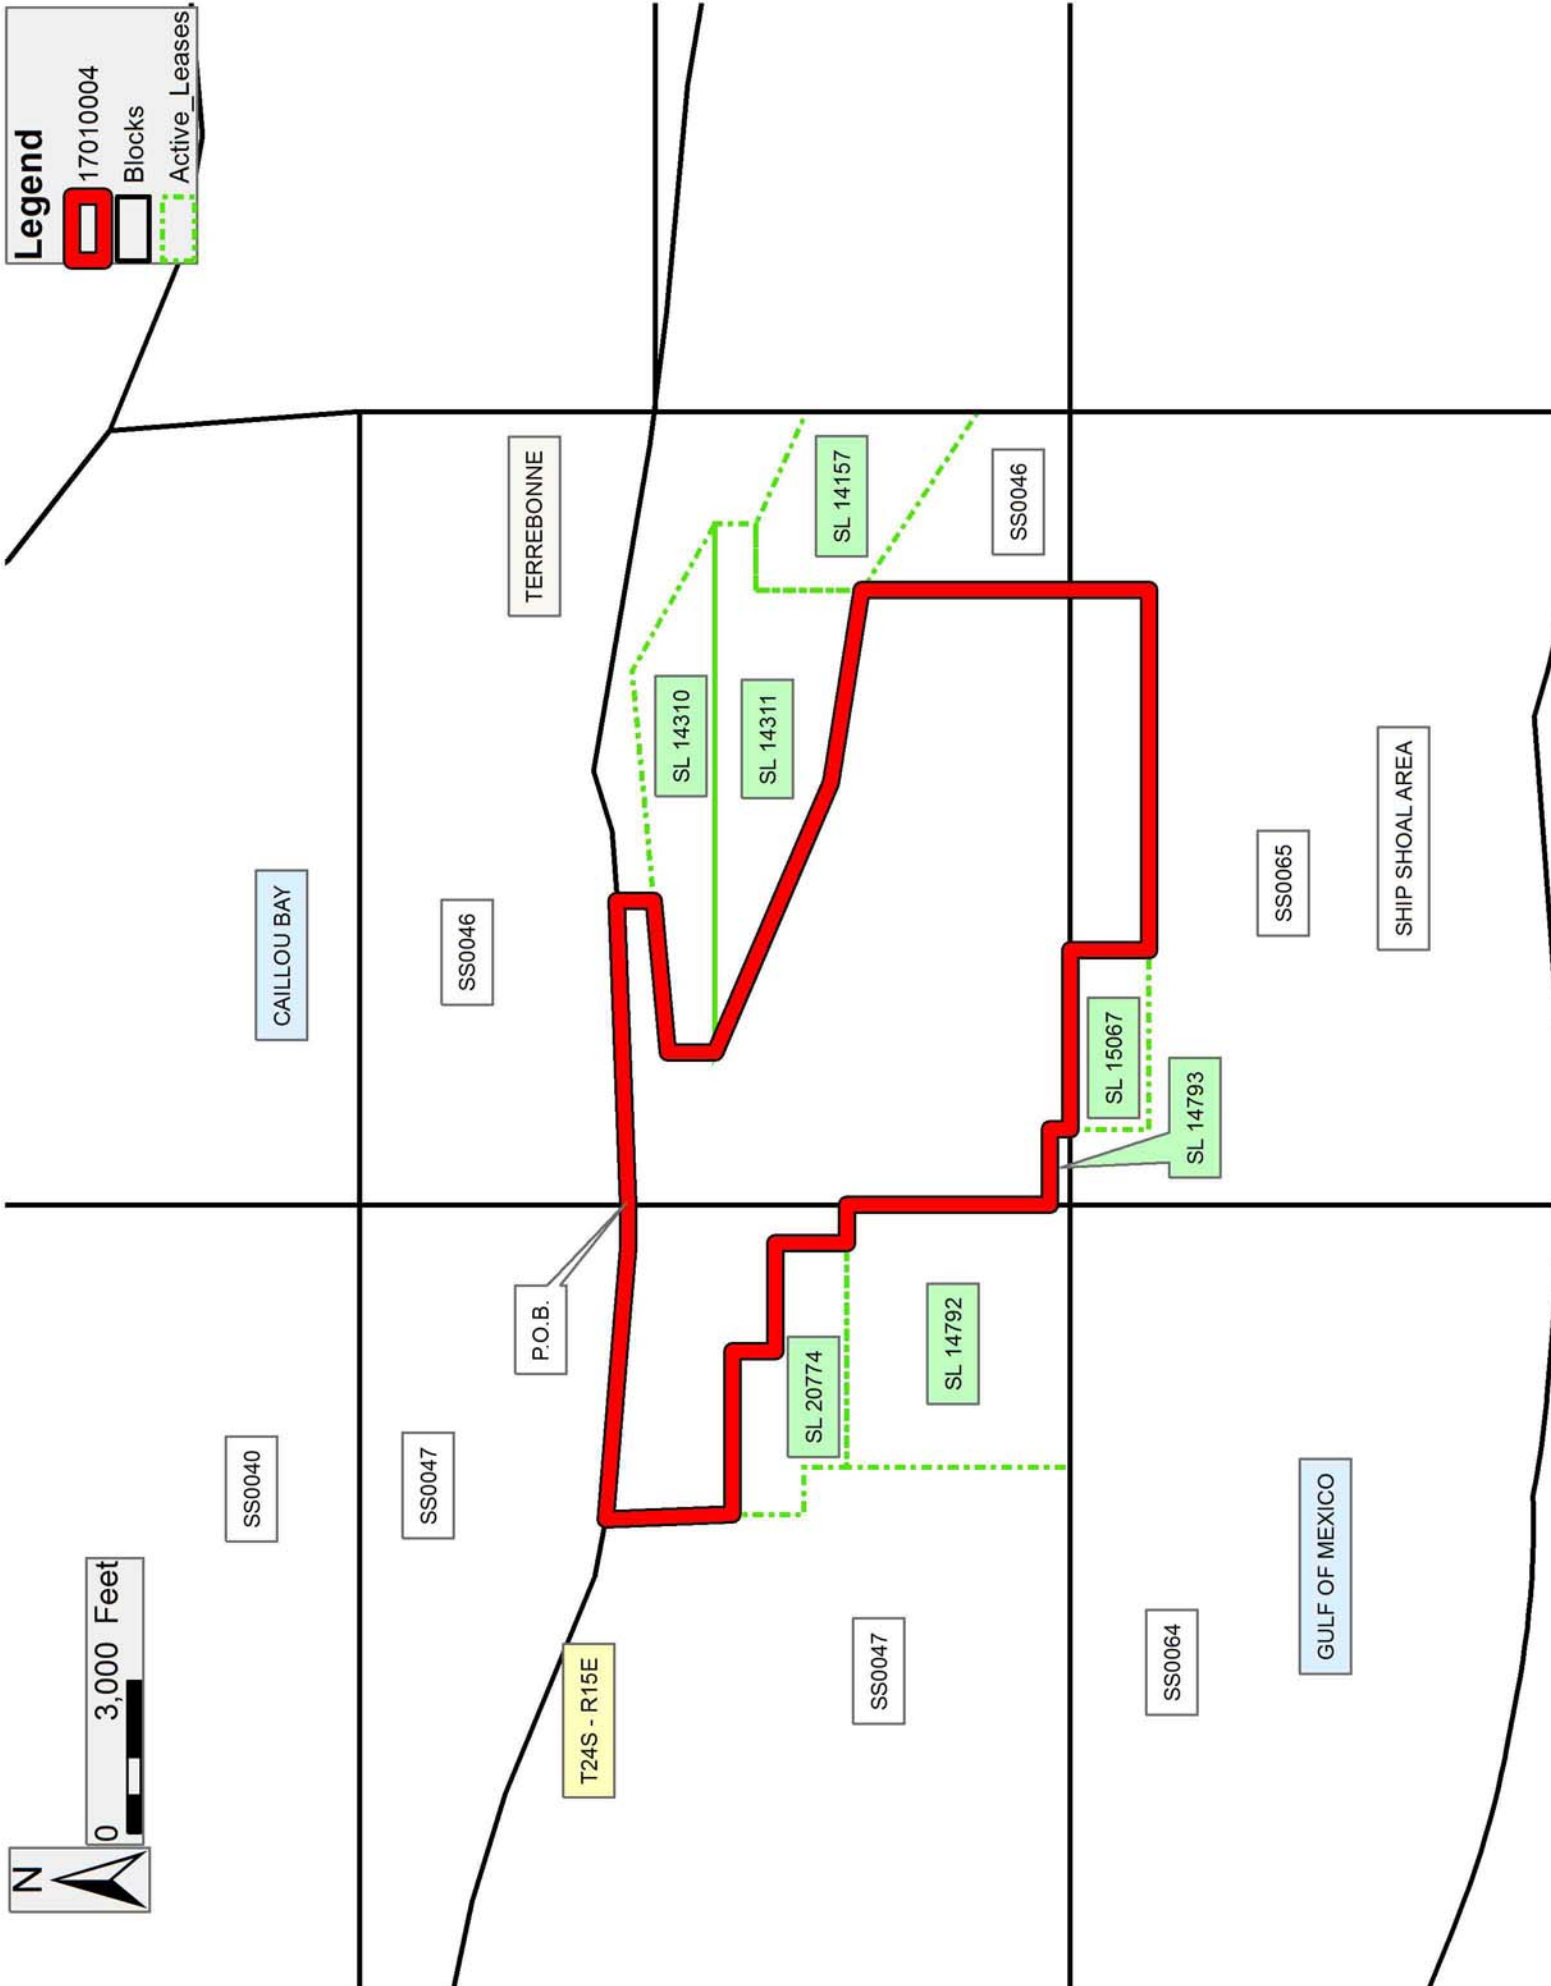 N
0 3,000 Feet
Legend
17010004
Blocks
Active_Leases
SS0040
CAILLOU BAY
SS0047
SS0046
P.O.B.
TERREBONNE
T24S - R15E
SL 14310
SL 14311
SL 20774
SL 14157
SS0047
SL 14792
SS0046
SL 15067
SS0064
SL 14793
SS0065
GULF OF MEXICO
SHIP SHOAL AREA